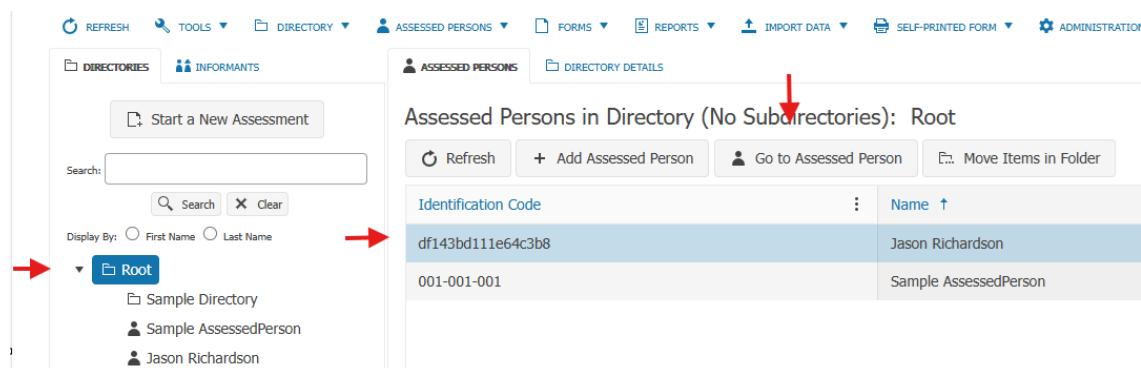 REFRESH TOOLS DIRECTORY ASSESSED PERSONS FORMS REPORTS IMPORT DATA SELF-PRINTED FORM ADMINISTRATION
DIRECTORIES INFORMANTS
Start a New Assessment
Search:
Search Clear
Display By: First Name Last Name
Root
Sample Directory
Sample AssessedPerson
Jason Richardson
ASSESSED PERSONS DIRECTORY DETAILS
Assessed Persons in Directory (No Subdirectories): Root
Refresh + Add Assessed Person Go to Assessed Person Move Items in Folder
Identification Code Name ↑
df143bd111e64c3b8 Jason Richardson
001-001-001 Sample AssessedPerson